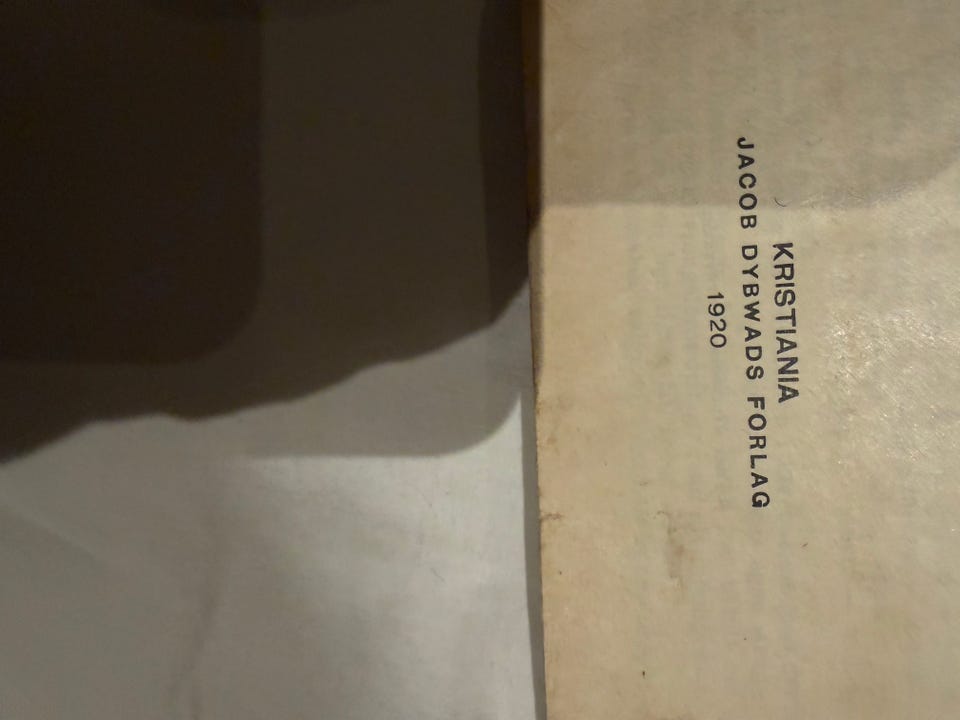 KRISTIANIA
JACOB DYBWADS FORLAG
1920